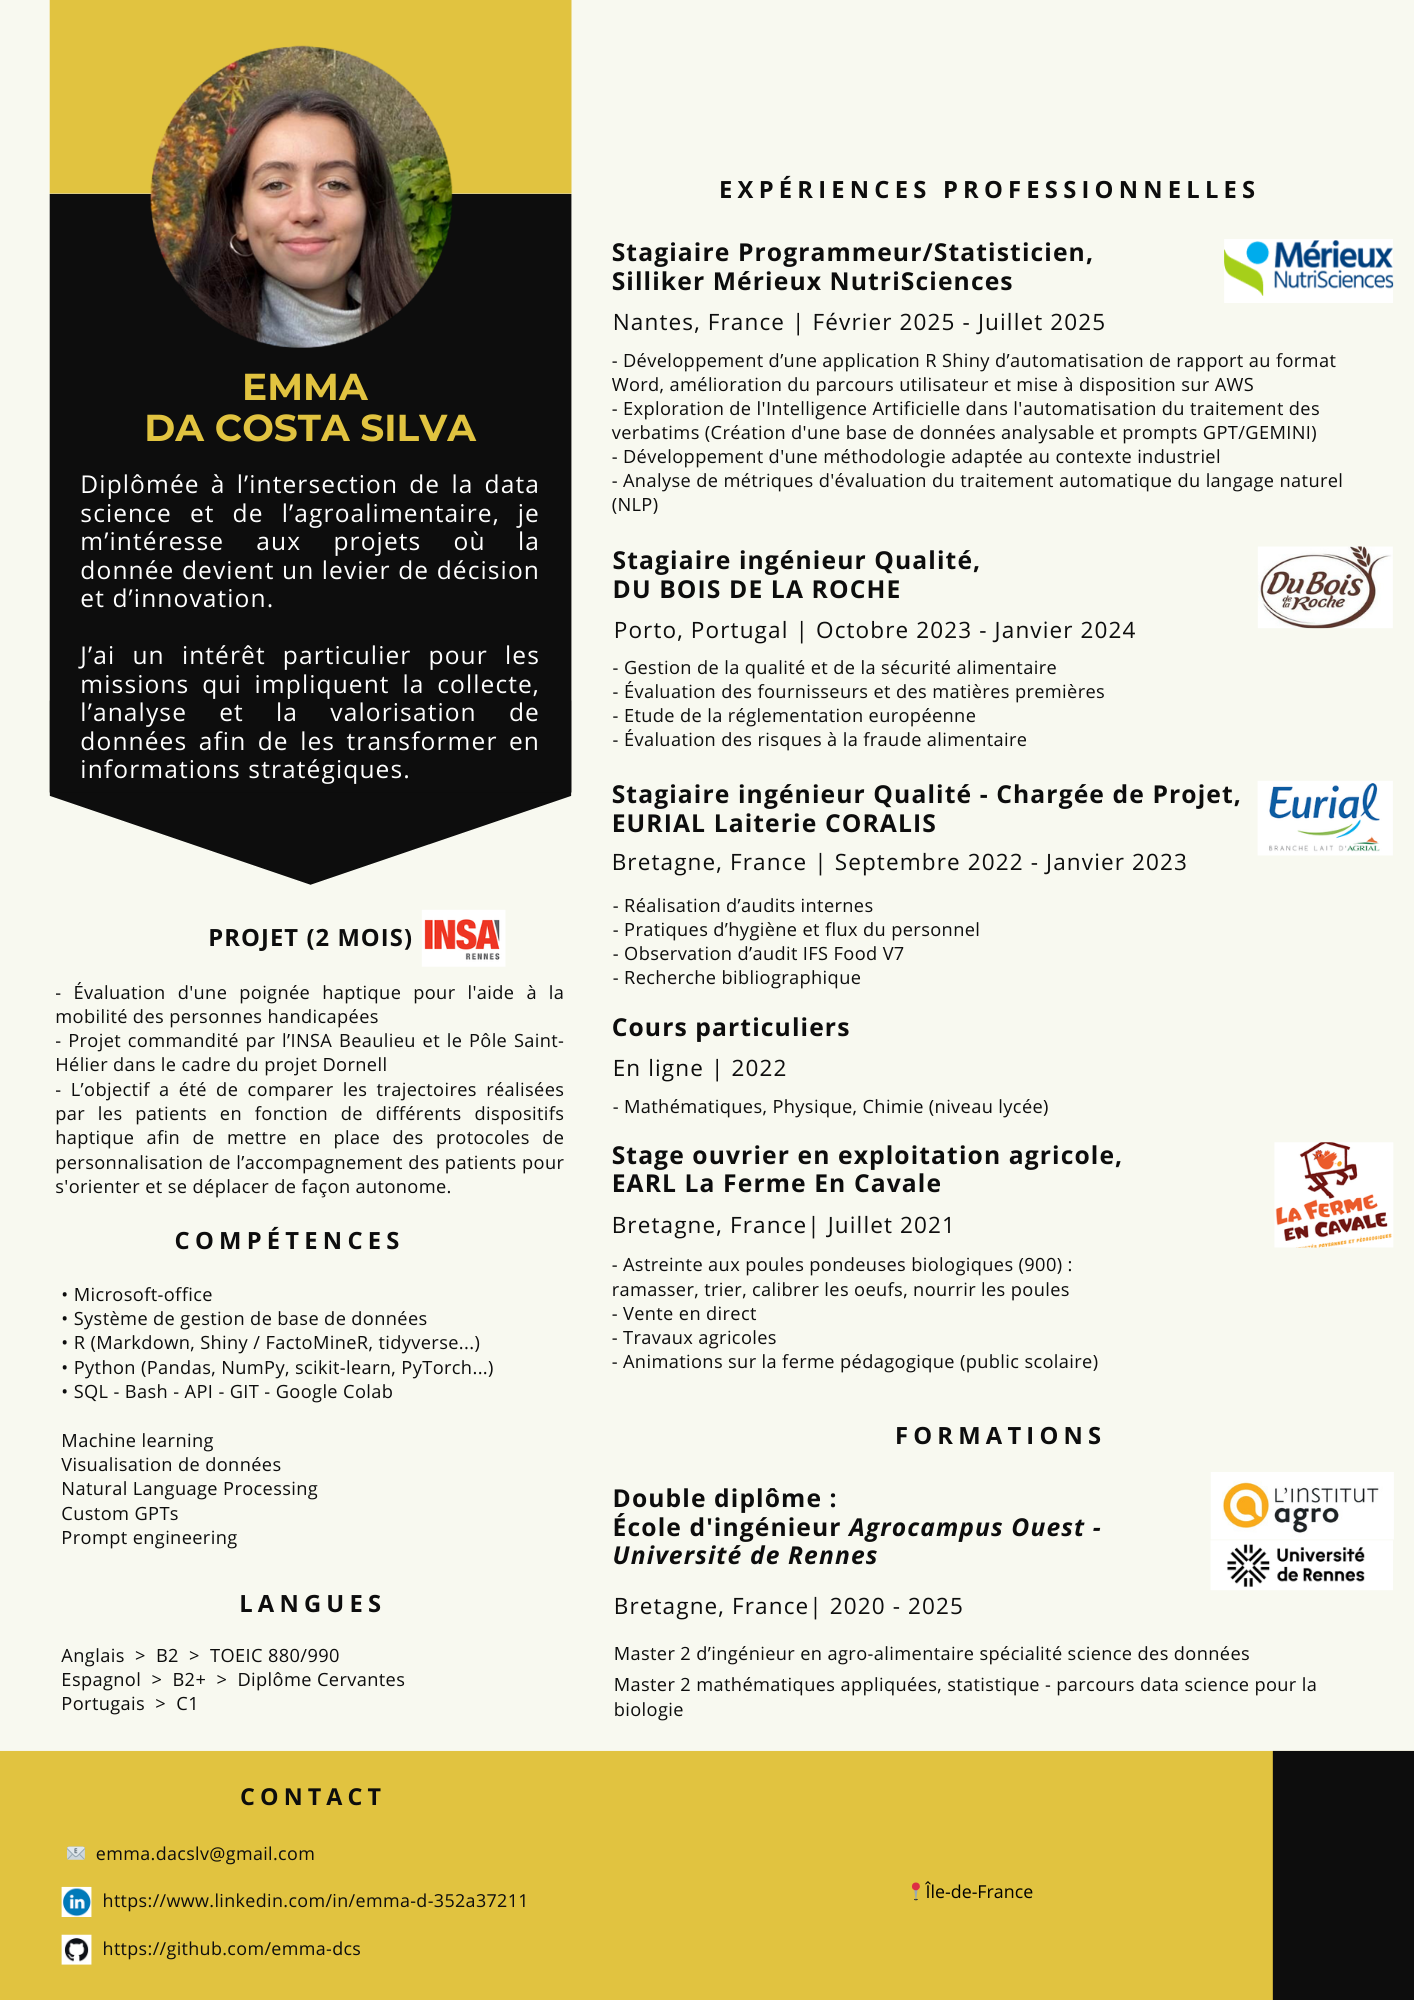 EMMA
DA COSTA SILVA
Diplômée à l’intersection de la data
science et de l’agroalimentaire, je
m’intéresse aux projets où la
donnée devient un levier de décision
et d’innovation.
J’ai un intérêt particulier pour les
missions qui impliquent la collecte,
l’analyse et la valorisation de
données afin de les transformer en
informations stratégiques.
PROJET (2 MOIS)
INSA
RENNES
- Évaluation d'une poignée haptique pour l'aide à la
mobilité des personnes handicapées
- Projet commandité par l’INSA Beaulieu et le Pôle Saint-
Hélier dans le cadre du projet Dornell
- L’objectif a été de comparer les trajectoires réalisées
par les patients en fonction de différents dispositifs
haptique afin de mettre en place des protocoles de
personnalisation de l’accompagnement des patients pour
s'orienter et se déplacer de façon autonome.
COMPÉTENCES
• Microsoft-office
• Système de gestion de base de données
• R (Markdown, Shiny / FactoMineR, tidyverse...)
• Python (Pandas, NumPy, scikit-learn, PyTorch...)
• SQL - Bash - API - GIT - Google Colab
Machine learning
Visualisation de données
Natural Language Processing
Custom GPTs
Prompt engineering
LANGUES
Anglais > B2 > TOEIC 880/990
Espagnol > B2+ > Diplôme Cervantes
Portugais > C1
EXPÉRIENCES PROFESSIONNELLES
Stagiaire Programmeur/Statisticien,
Silliker Mérieux NutriSciences
Mérieux
NutriSciences
Nantes, France | Février 2025 - Juillet 2025
- Développement d’une application R Shiny d’automatisation de rapport au format
Word, amélioration du parcours utilisateur et mise à disposition sur AWS
- Exploration de l'Intelligence Artificielle dans l'automatisation du traitement des
verbatims (Création d'une base de données analysable et prompts GPT/GEMINI)
- Développement d'une méthodologie adaptée au contexte industriel
- Analyse de métriques d'évaluation du traitement automatique du langage naturel
(NLP)
Stagiaire ingénieur Qualité,
DU BOIS DE LA ROCHE
Du Bois
de la Roche
Porto, Portugal | Octobre 2023 - Janvier 2024
- Gestion de la qualité et de la sécurité alimentaire
- Évaluation des fournisseurs et des matières premières
- Etude de la réglementation européenne
- Évaluation des risques à la fraude alimentaire
Stagiaire ingénieur Qualité - Chargée de Projet,
EURIAL Laiterie CORALIS
Eurial
BRANCHE LAIT D'AGRIAL
Bretagne, France | Septembre 2022 - Janvier 2023
- Réalisation d’audits internes
- Pratiques d’hygiène et flux du personnel
- Observation d’audit IFS Food V7
- Recherche bibliographique
Cours particuliers
En ligne | 2022
- Mathématiques, Physique, Chimie (niveau lycée)
Stage ouvrier en exploitation agricole,
EARL La Ferme En Cavale
LA FERME
EN CAVALE
Bretagne, France| Juillet 2021
- Astreinte aux poules pondeuses biologiques (900) :
ramasser, trier, calibrer les oeufs, nourrir les poules
- Vente en direct
- Travaux agricoles
- Animations sur la ferme pédagogique (public scolaire)
FORMATIONS
Double diplôme :
École d'ingénieur Agrocampus Ouest -
Université de Rennes
L'INSTITUT
agro
Université
de Rennes
Bretagne, France| 2020 - 2025
Master 2 d’ingénieur en agro-alimentaire spécialité science des données
Master 2 mathématiques appliquées, statistique - parcours data science pour la
biologie
CONTACT
emma.dacslv@gmail.com
in
https://www.linkedin.com/in/emma-d-352a37211
https://github.com/emma-dcs
Île-de-France